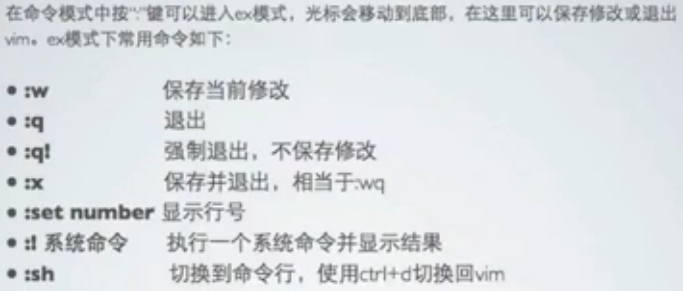 在命令模式中按":"键可以进入ex模式，光标会移动到底部，在这里可以保存修改或退出
vim。ex模式下常用命令如下：
• :w 保存当前修改
• :q 退出
• :q! 强制退出，不保存修改
• :x 保存并退出，相当于:wq
• :set number 显示行号
• :! 系统命令 执行一个系统命令并显示结果
• :sh 切换到命令行，使用ctrl+d切换回vim